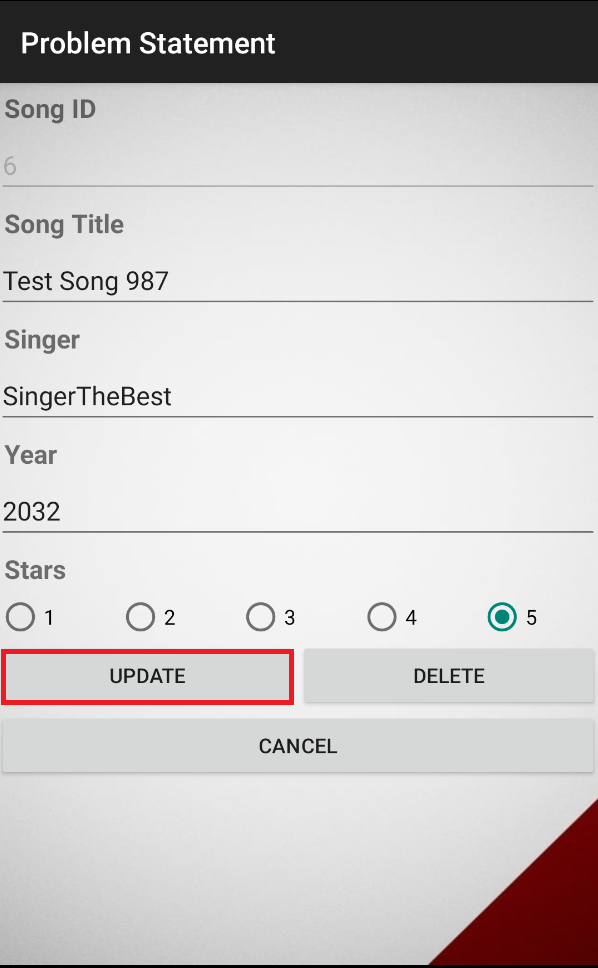 Problem Statement
Song ID
6
Song Title
Test Song 987
Singer
SingerTheBest
Year
2032
Stars
1 2 3 4 5
UPDATE DELETE
CANCEL